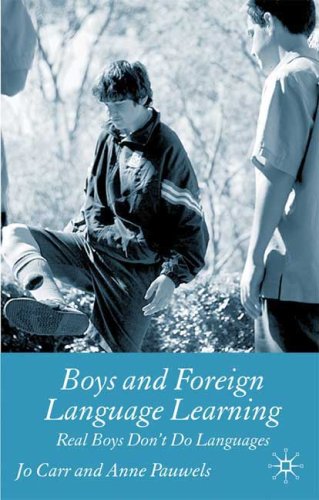 Boys and Foreign
Language Learning
Real Boys Don't Do Languages
Jo Carr and Anne Pauwels